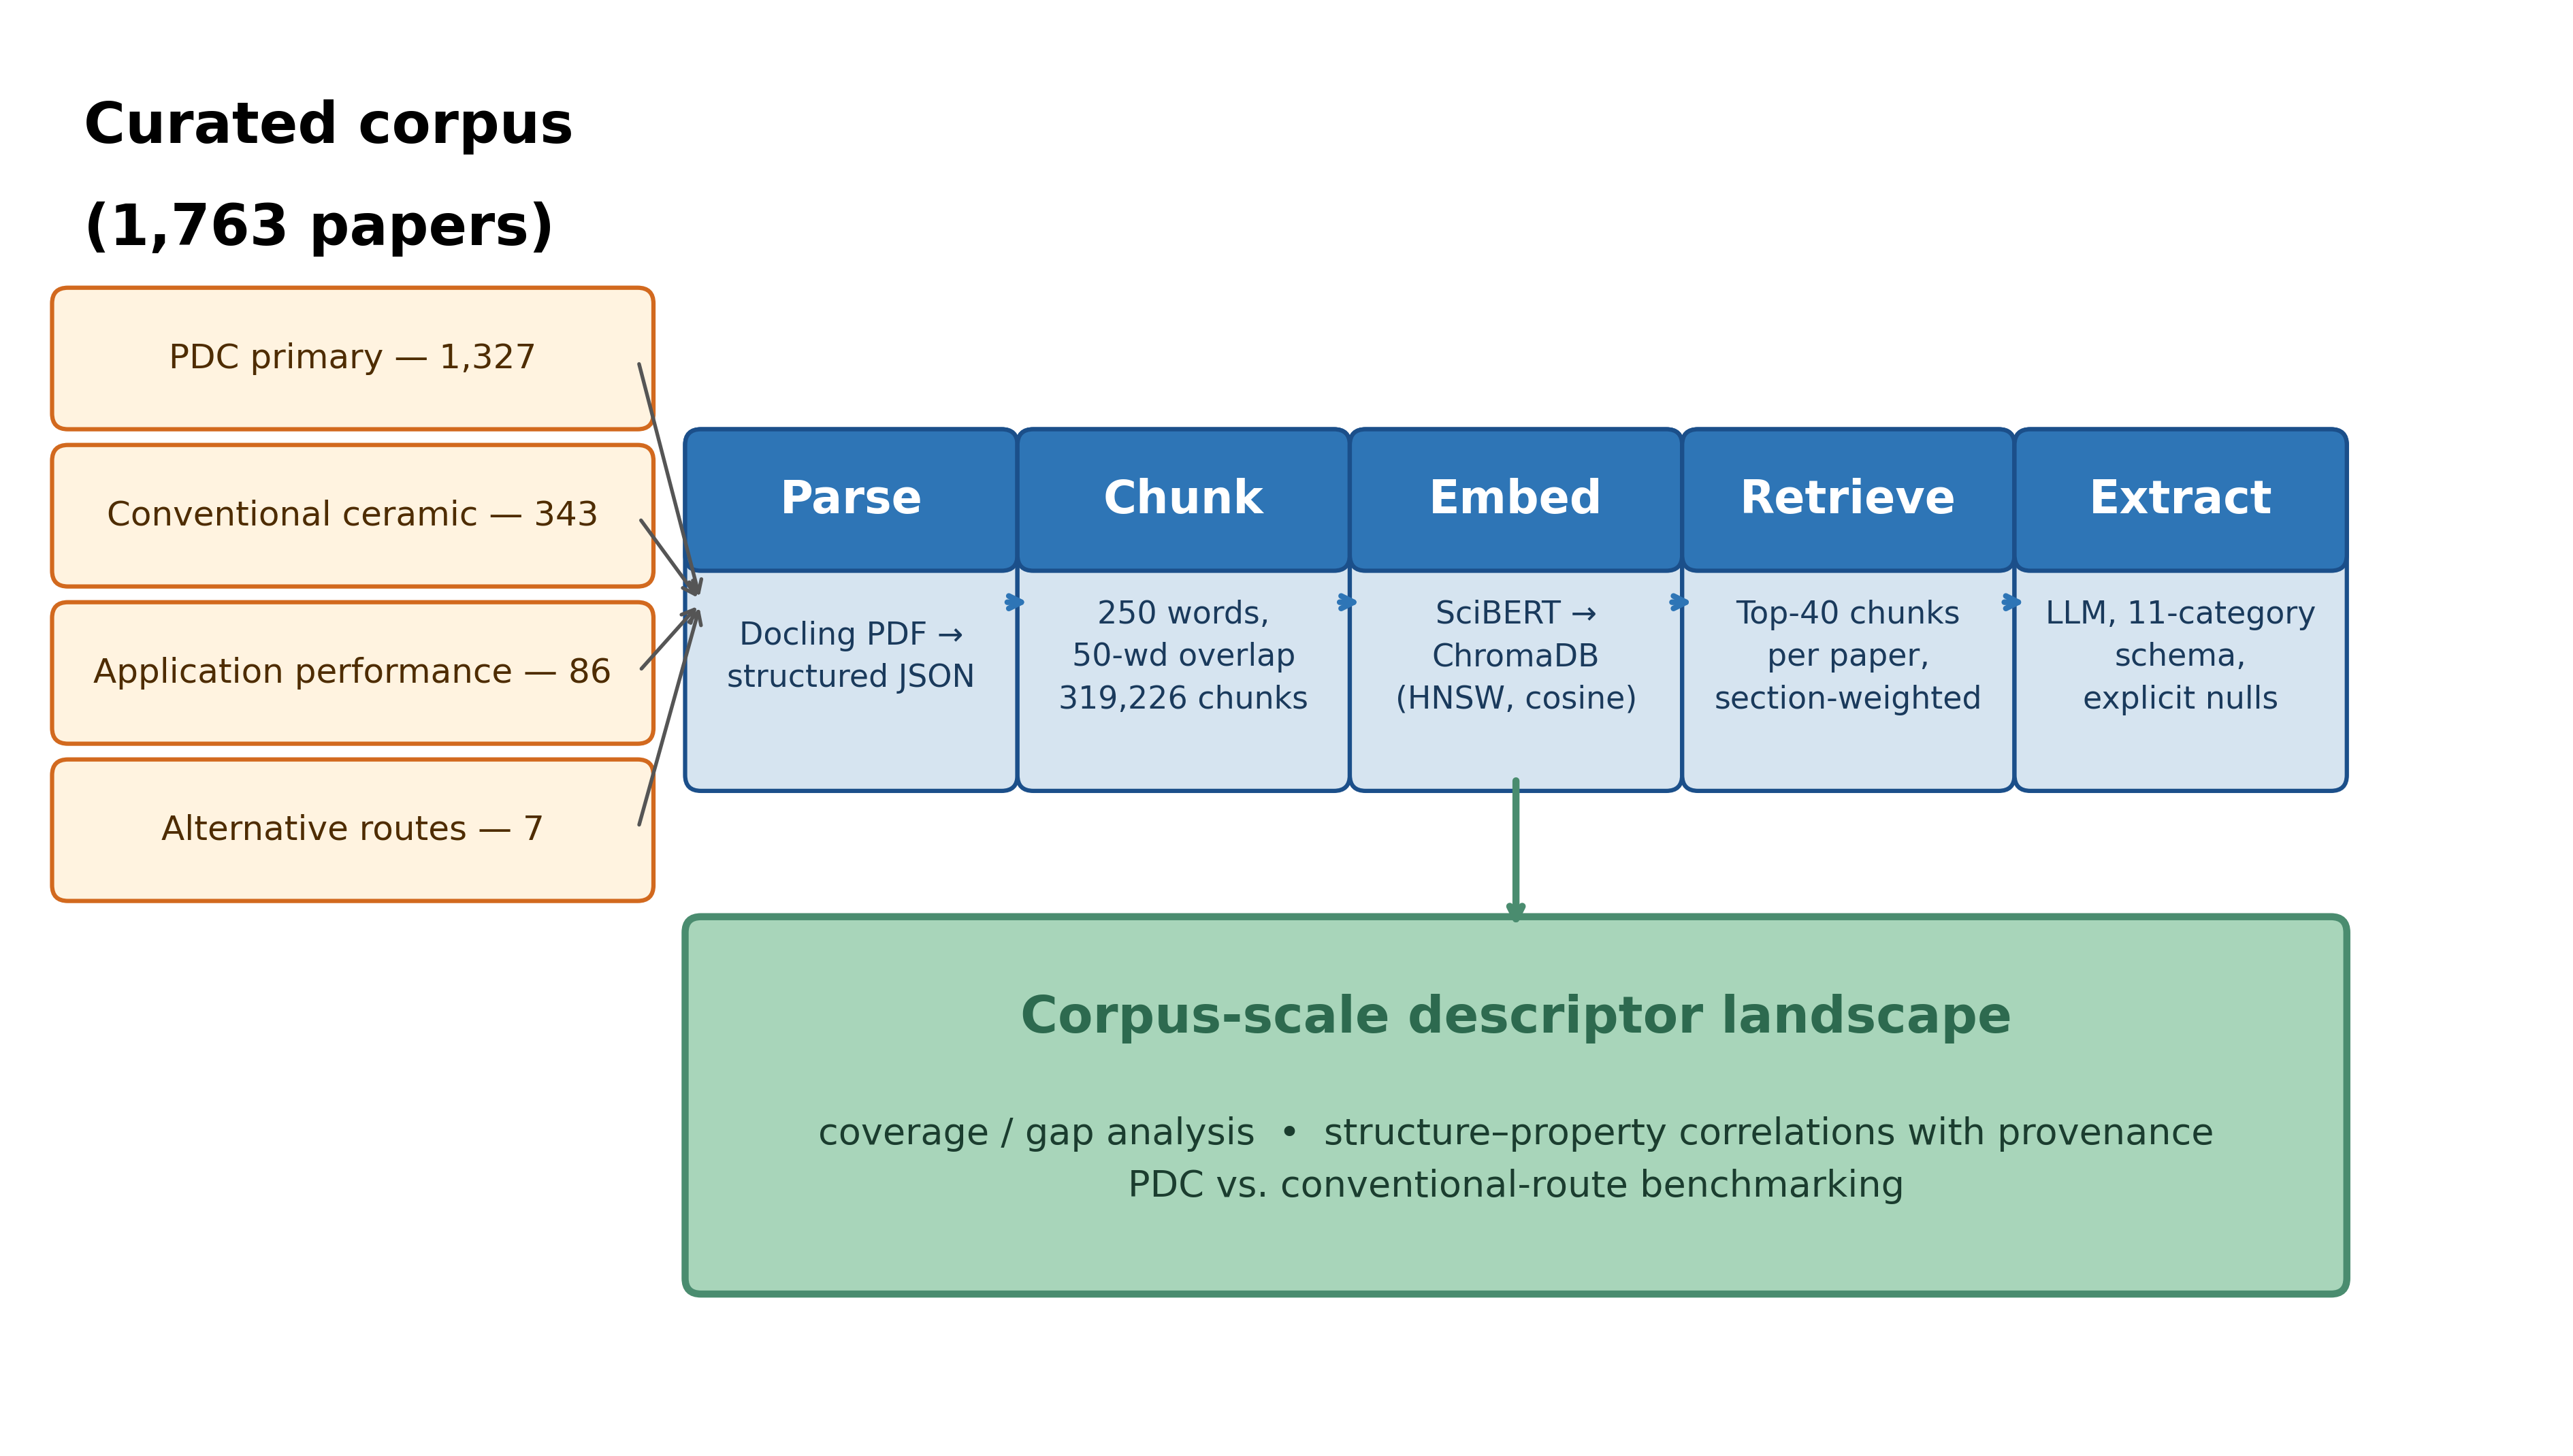 Curated corpus
(1,763 papers)
PDC primary — 1,327
Conventional ceramic — 343
Application performance — 86
Alternative routes — 7
Parse
Docling PDF →
structured JSON
Chunk
250 words,
50-wd overlap
319,226 chunks
Embed
SciBERT →
ChromaDB
(HNSW, cosine)
Retrieve
Top-40 chunks
per paper,
section-weighted
Extract
LLM, 11-category
schema,
explicit nulls
Corpus-scale descriptor landscape
coverage / gap analysis • structure–property correlations with provenance
PDC vs. conventional-route benchmarking